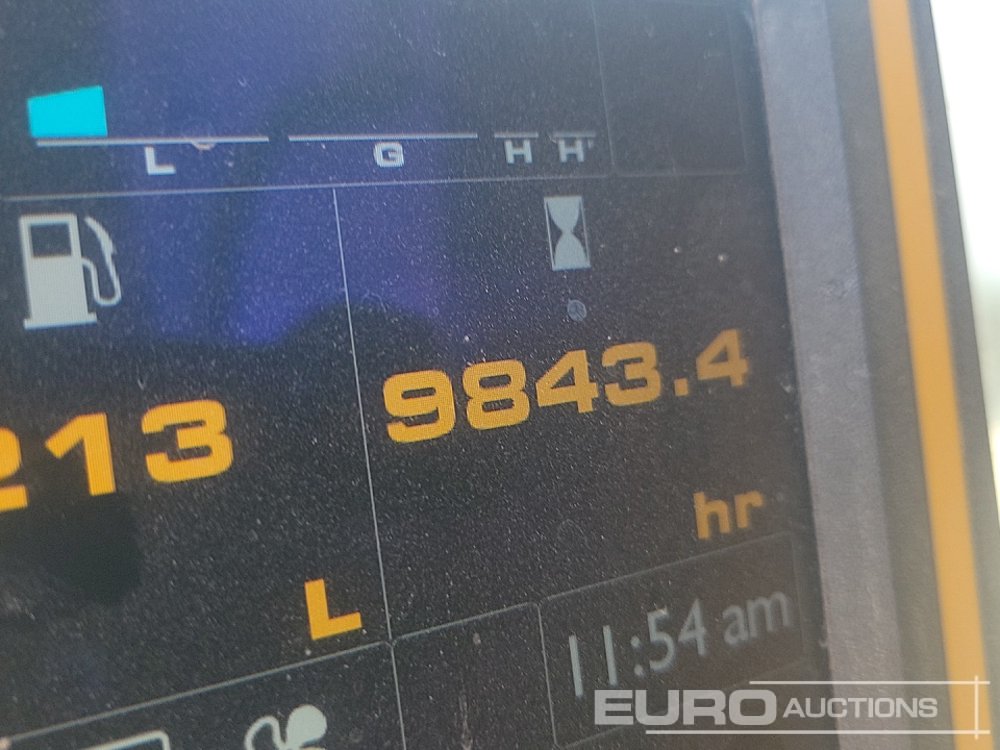 L G H H+
213 9843.4
hr
L
11:54 am
EURO AUCTIONS